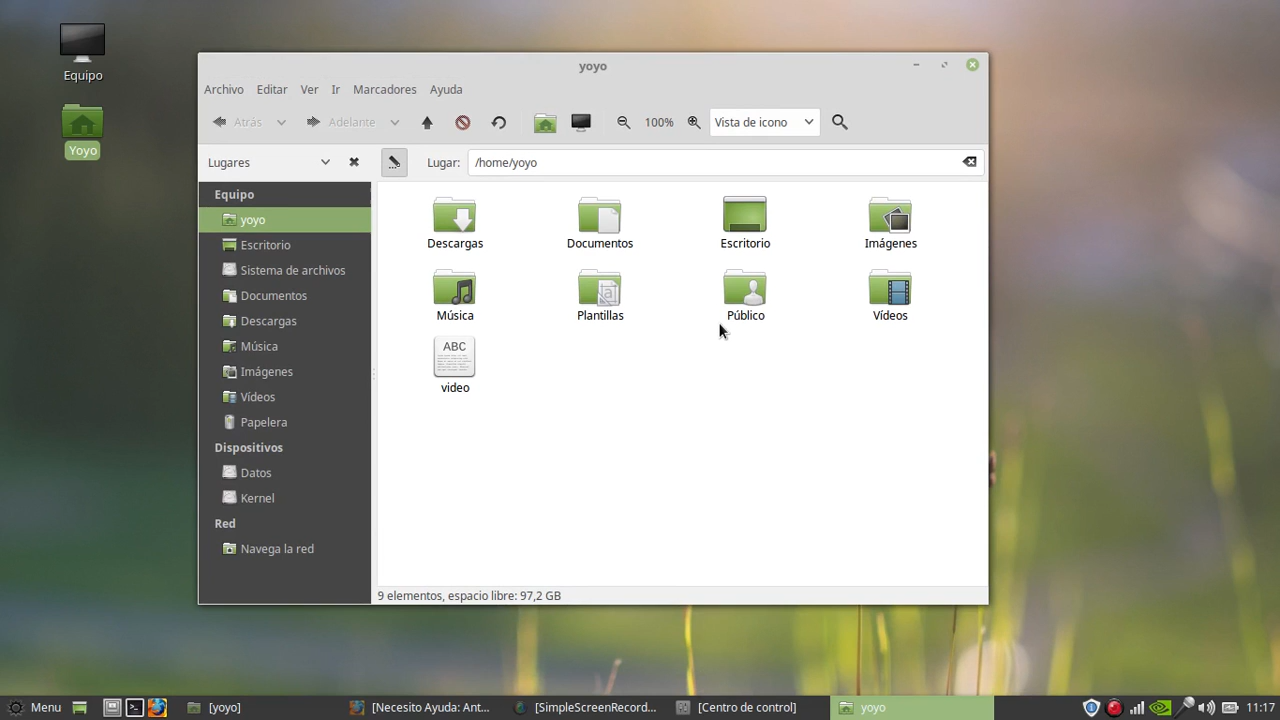 Equipo
Yoyo
yoyo
Archivo Editar Ver Ir Marcadores Ayuda
Atrás Adelante 100% Vista de icono
Lugares Lugar: /home/yoyo
Equipo
yoyo
Escritorio
Sistema de archivos
Documentos
Descargas
Música
Imágenes
Vídeos
Papelera
Dispositivos
Datos
Kernel
Red
Navega la red
Descargas Documentos Escritorio Imágenes
Música Plantillas Público Vídeos
ABC
video
9 elementos, espacio libre: 97,2 GB
Menu [yoyo] [Necesito Ayuda: Ant... [SimpleScreenRecord... [Centro de control] yoyo 11:17